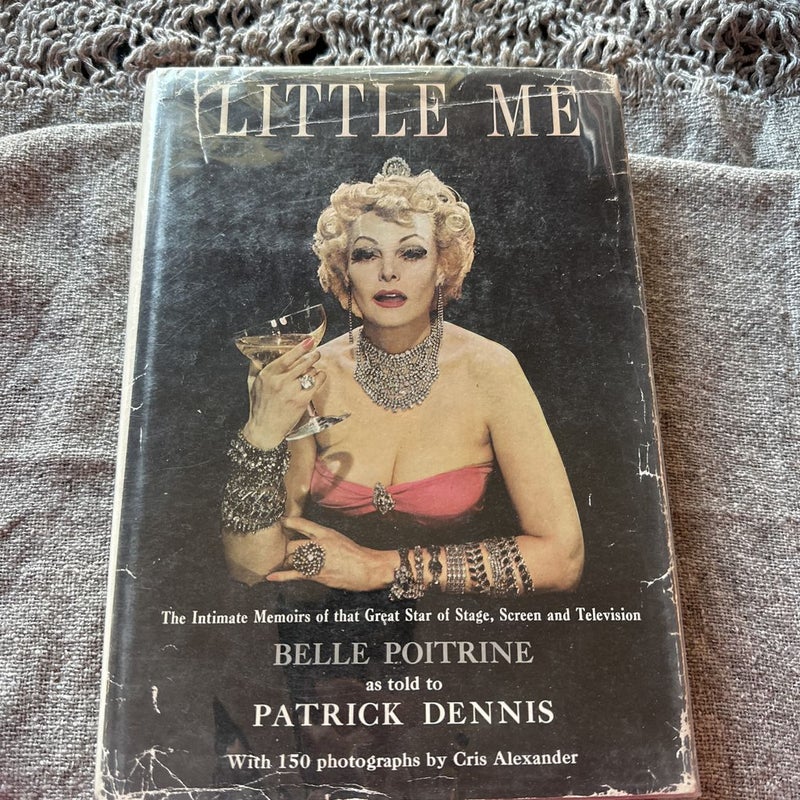 LITTLE ME
The Intimate Memoirs of that Great Star of Stage, Screen and Television
BELLE POITRINE
as told to
PATRICK DENNIS
With 150 photographs by Cris Alexander